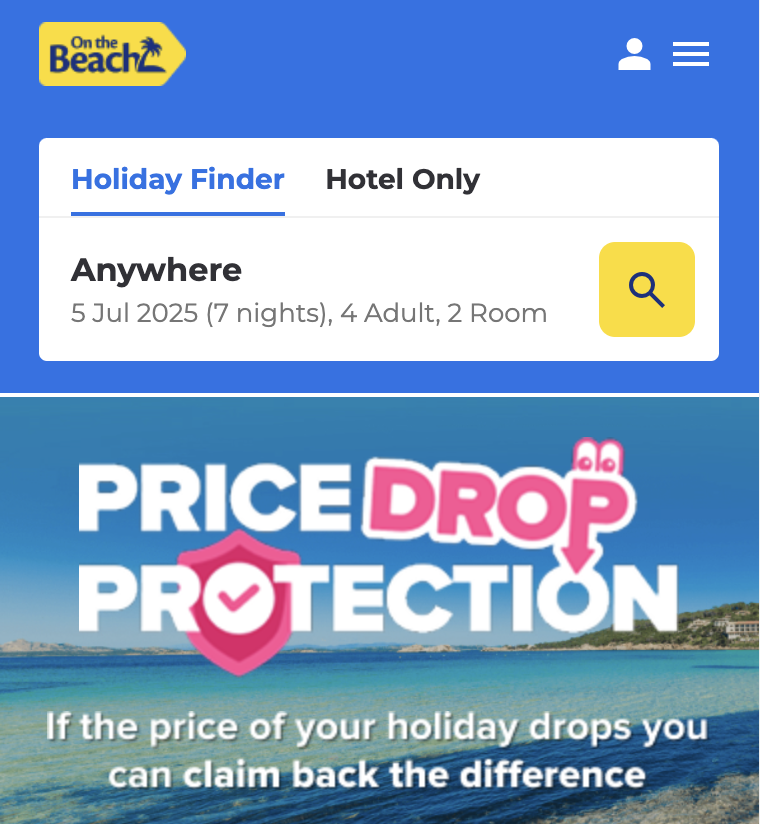 On the
Beach
Holiday Finder
Hotel Only
Anywhere
5 Jul 2025 (7 nights), 4 Adult, 2 Room
PRICE DROP
PROTECTION
If the price of your holiday drops you
can claim back the difference